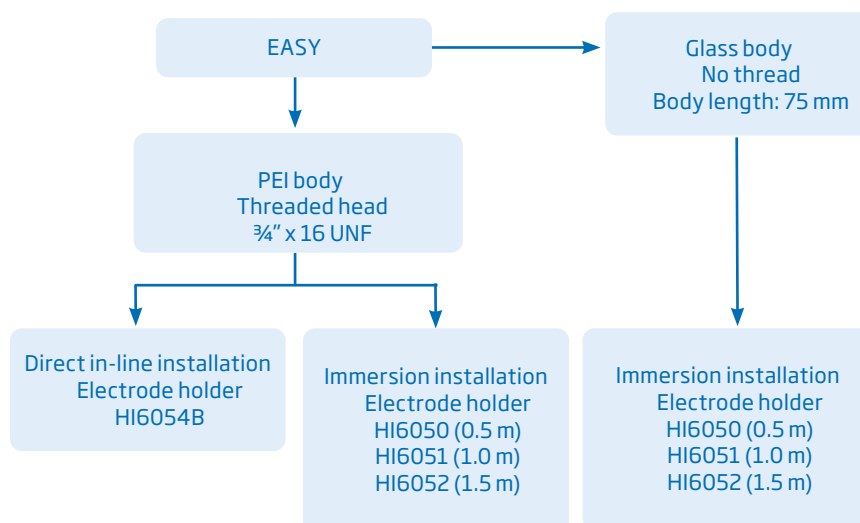 EASY
Glass body
No thread
Body length: 75 mm
PEI body
Threaded head
¾" x 16 UNF
Direct in-line installation
Electrode holder
HI6054B
Immersion installation
Electrode holder
HI6050 (0.5 m)
HI6051 (1.0 m)
HI6052 (1.5 m)
Immersion installation
Electrode holder
HI6050 (0.5 m)
HI6051 (1.0 m)
HI6052 (1.5 m)